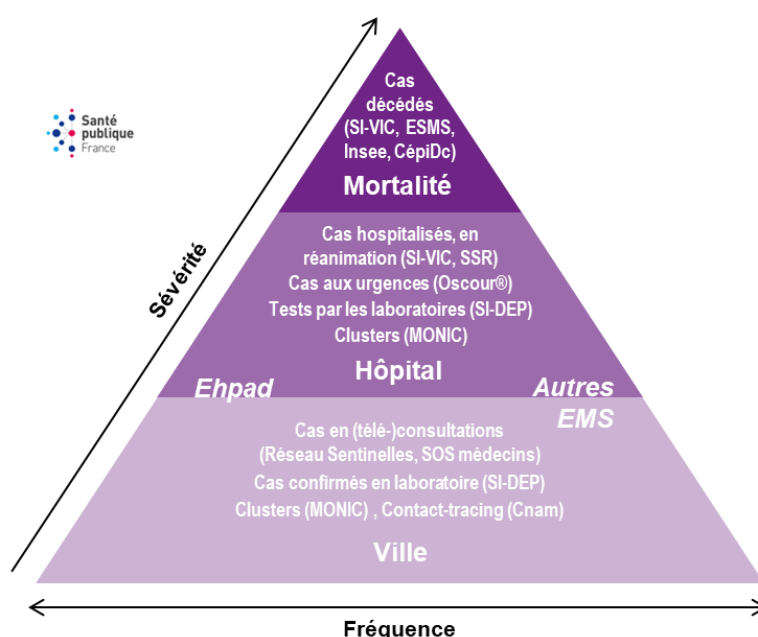 Santé
publique
France
Sévérité
Cas
décédés
(SI-VIC, ESMS,
Insee, CépiDc)
Mortalité
Cas hospitalisés, en
réanimation (SI-VIC, SSR)
Cas aux urgences (Oscour®)
Tests par les laboratoires (SI-DEP)
Clusters (MONIC)
Hôpital
Ehpad
Autres
EMS
Cas en (télé-)consultations
(Réseau Sentinelles, SOS médecins)
Cas confirmés en laboratoire (SI-DEP)
Clusters (MONIC) , Contact-tracing (Cnam)
Ville
Fréquence